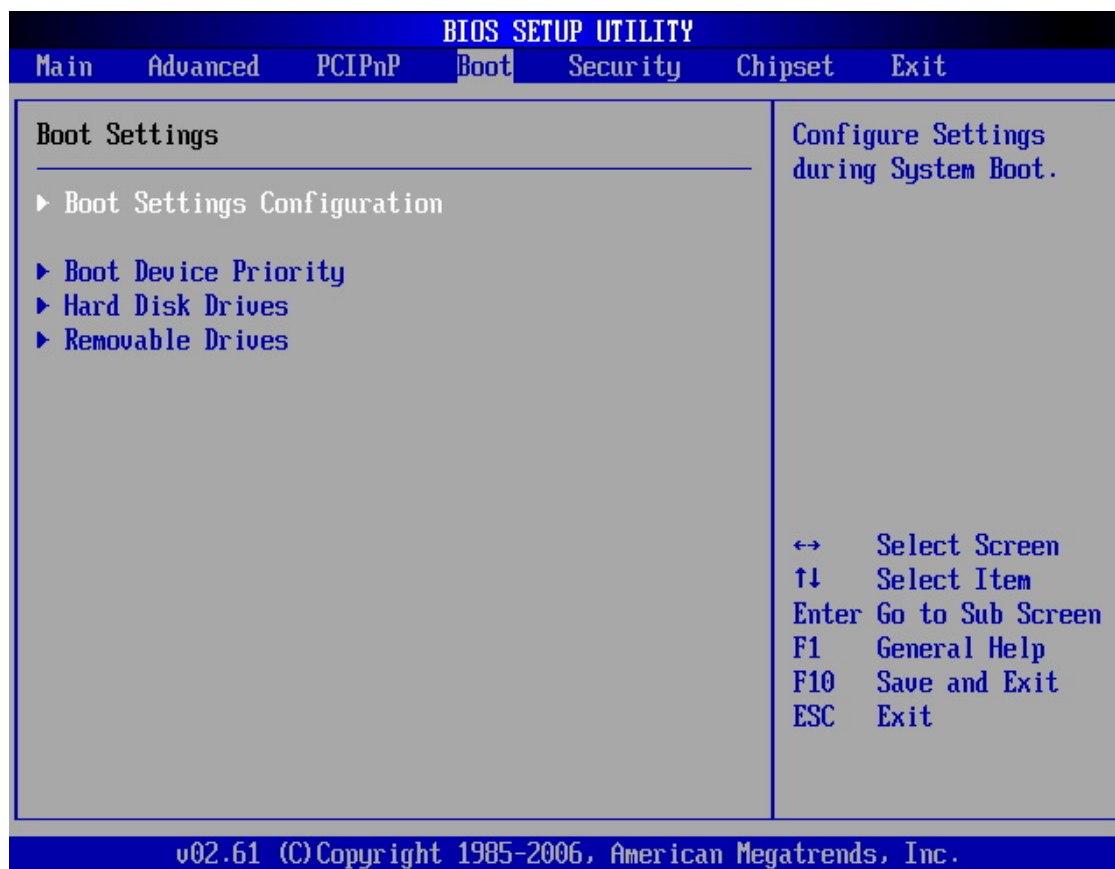 BIOS SETUP UTILITY
Main Advanced PCIPnP Boot Security Chipset Exit
Boot Settings
Boot Settings Configuration
Boot Device Priority
Hard Disk Drives
Removable Drives
Configure Settings
during System Boot.
↔ Select Screen
↑↓ Select Item
Enter Go to Sub Screen
F1 General Help
F10 Save and Exit
ESC Exit
v02.61 (C)Copyright 1985-2006, American Megatrends, Inc.